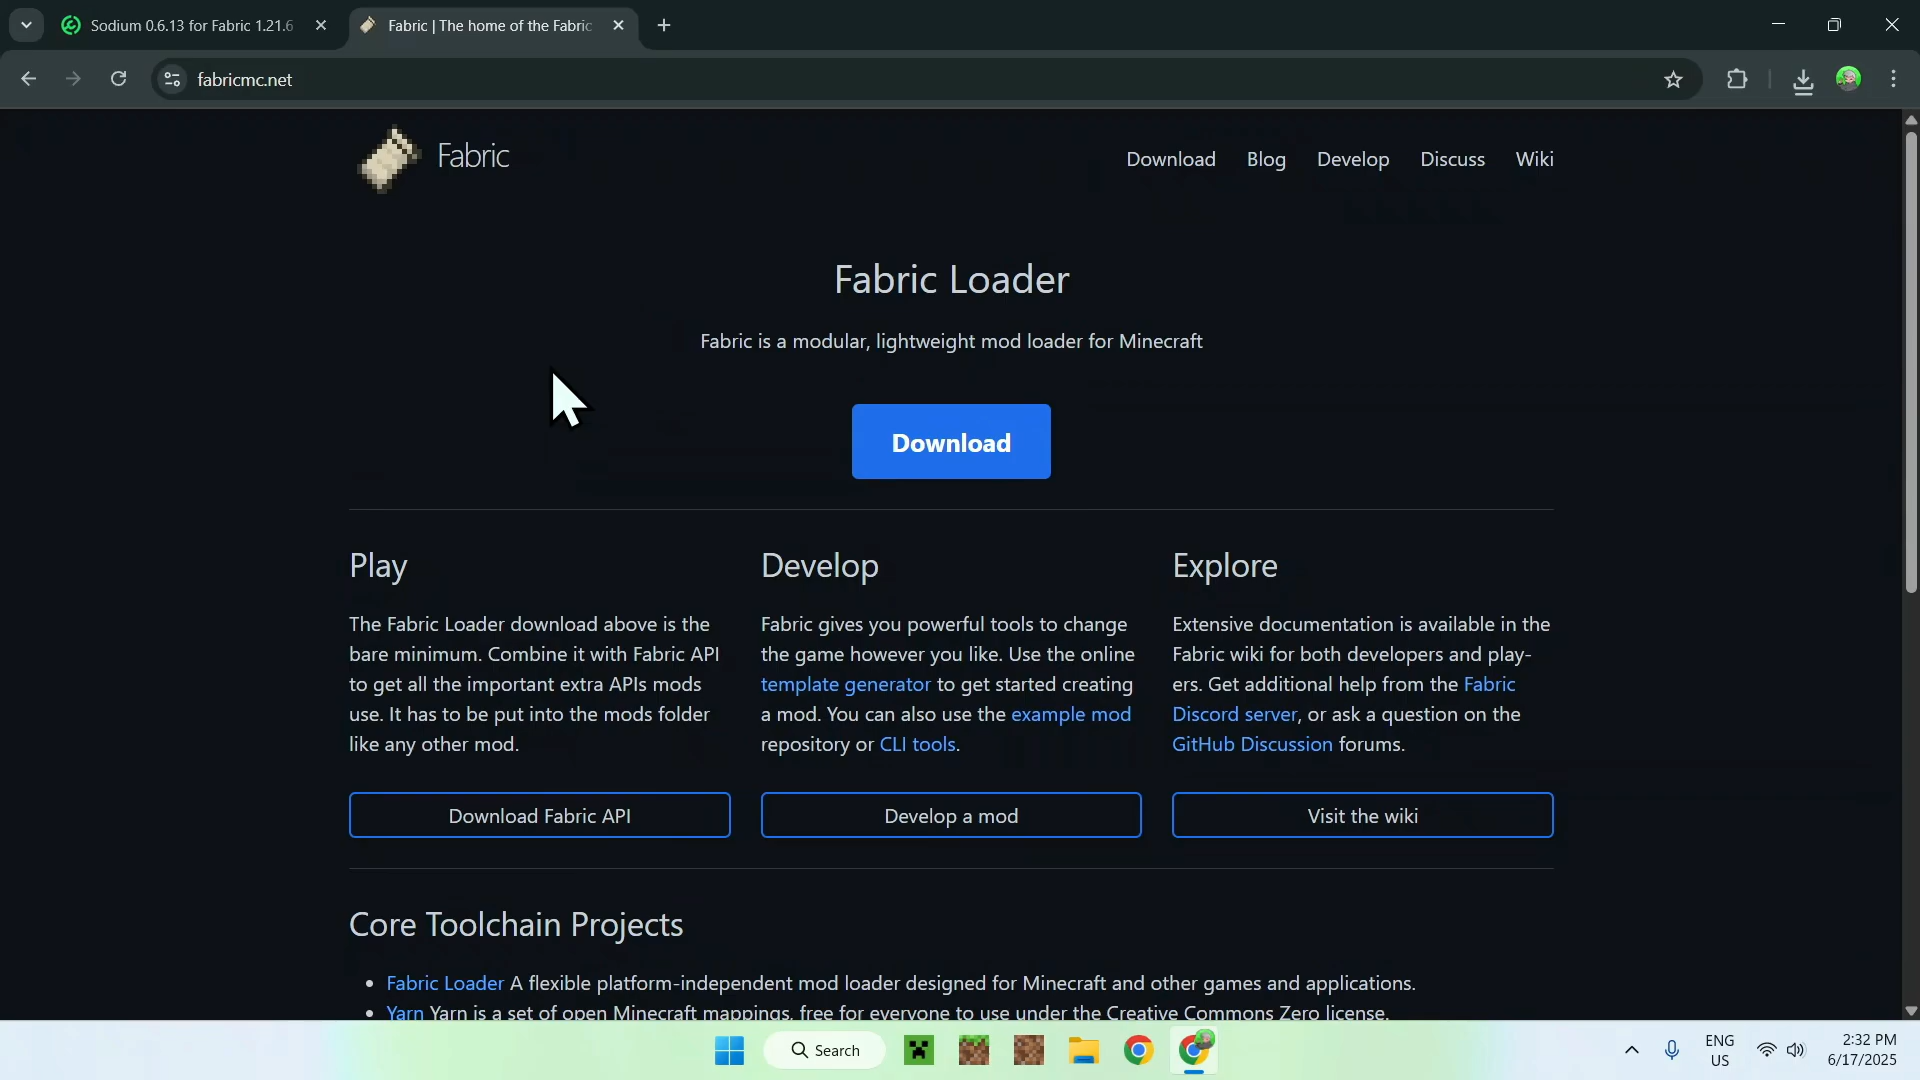 Sodium 0.6.13 for Fabric 1.21.6
Fabric | The home of the Fabric
fabricmc.net
Fabric
Download Blog Develop Discuss Wiki
Fabric Loader
Fabric is a modular, lightweight mod loader for Minecraft
Download
Play
The Fabric Loader download above is the
bare minimum. Combine it with Fabric API
to get all the important extra APIs mods
use. It has to be put into the mods folder
like any other mod.
Download Fabric API
Develop
Fabric gives you powerful tools to change
the game however you like. Use the online
template generator to get started creating
a mod. You can also use the example mod
repository or CLI tools.
Develop a mod
Explore
Extensive documentation is available in the
Fabric wiki for both developers and play-
ers. Get additional help from the Fabric
Discord server, or ask a question on the
GitHub Discussion forums.
Visit the wiki
Core Toolchain Projects
• Fabric Loader A flexible platform-independent mod loader designed for Minecraft and other games and applications.
• Yarn Yarn is a set of open Minecraft mappings, free for everyone to use under the Creative Commons Zero license.
Search
ENG
US
2:32 PM
6/17/2025